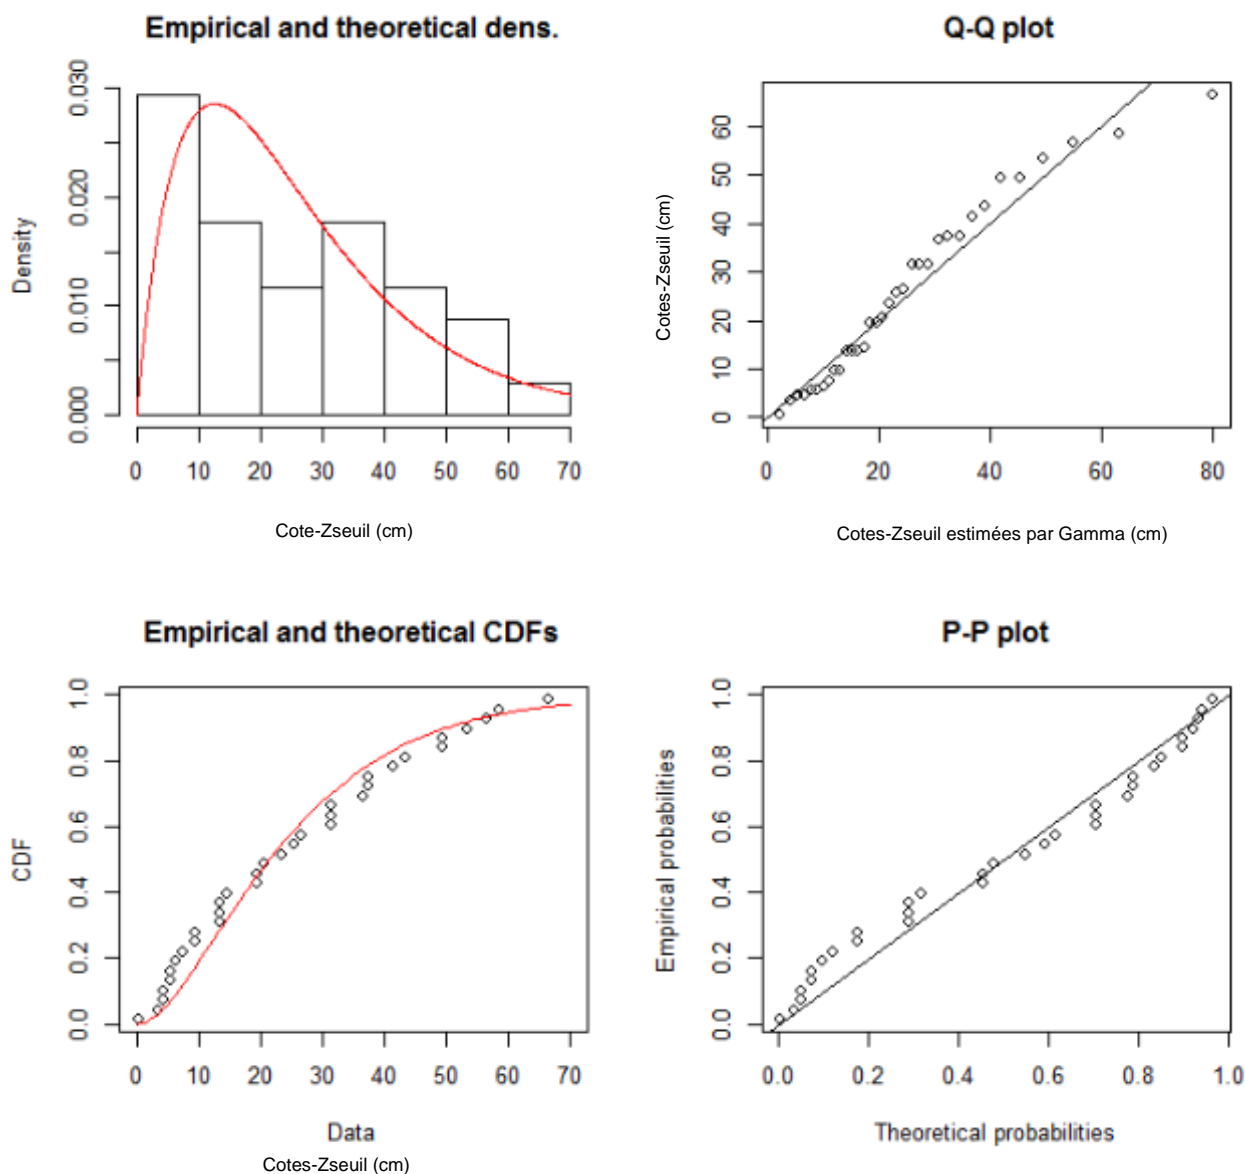 Empirical and theoretical dens.
Density
0.000
0.010
0.020
0.030
0 10 20 30 40 50 60 70
Cote-Zseuil (cm)
Q-Q plot
Cotes-Zseuil (cm)
0 10 20 30 40 50 60
0 20 40 60 80
Cotes-Zseuil estimées par Gamma (cm)
Empirical and theoretical CDFs
CDF
0.0 0.2 0.4 0.6 0.8 1.0
0 10 20 30 40 50 60 70
Data
Cotes-Zseuil (cm)
P-P plot
Empirical probabilities
0.0 0.2 0.4 0.6 0.8 1.0
0.0 0.2 0.4 0.6 0.8 1.0
Theoretical probabilities